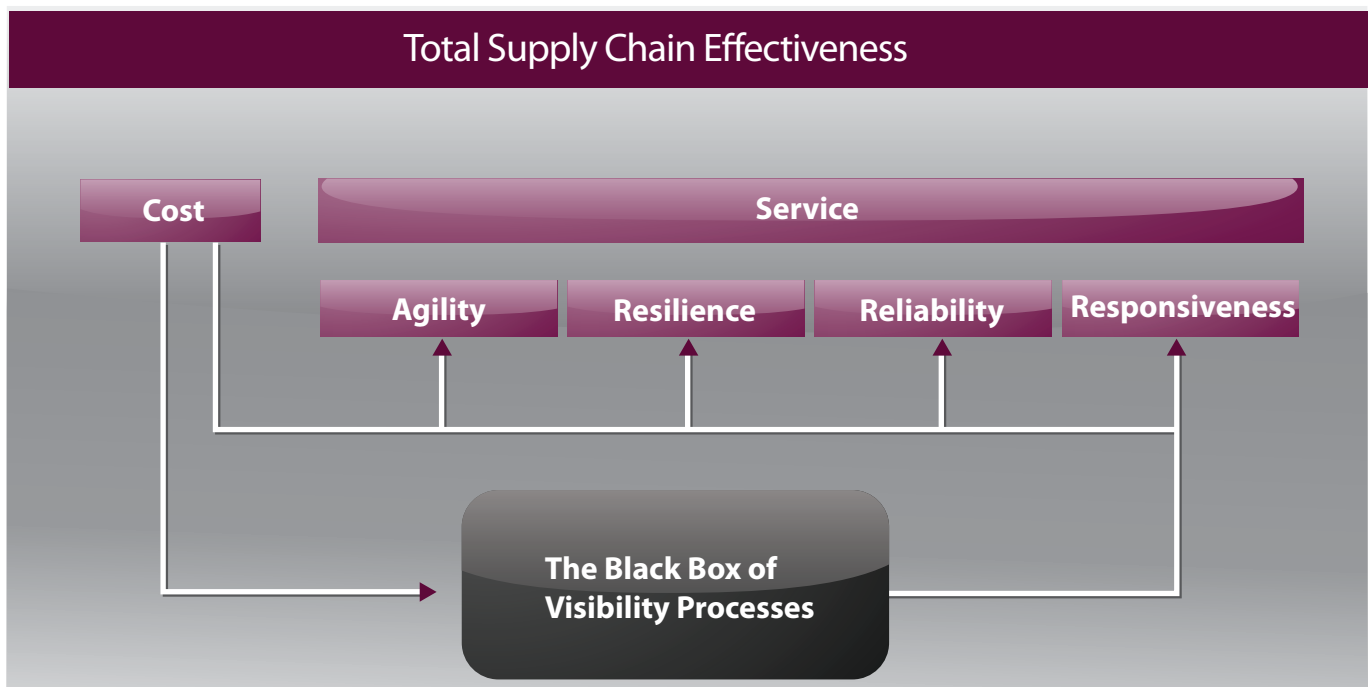 Total Supply Chain Effectiveness
Cost
Service
Agility
Resilience
Reliability
Responsiveness
The Black Box of
Visibility Processes